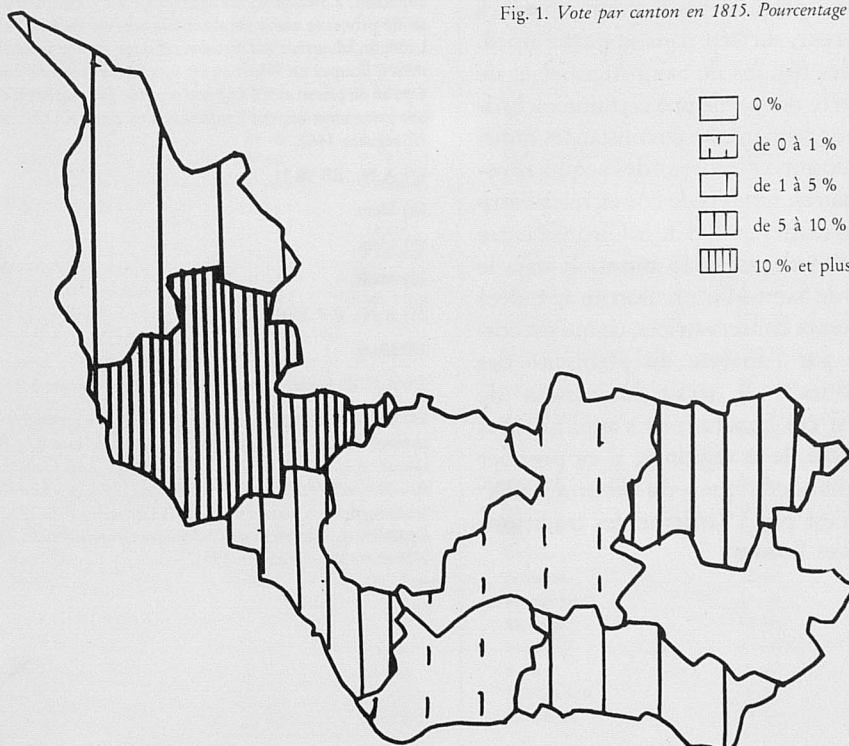 Fig. 1. Vote par canton en 1815. Pourcentage
0 %
de 0 à 1 %
de 1 à 5 %
de 5 à 10 %
10 % et plus